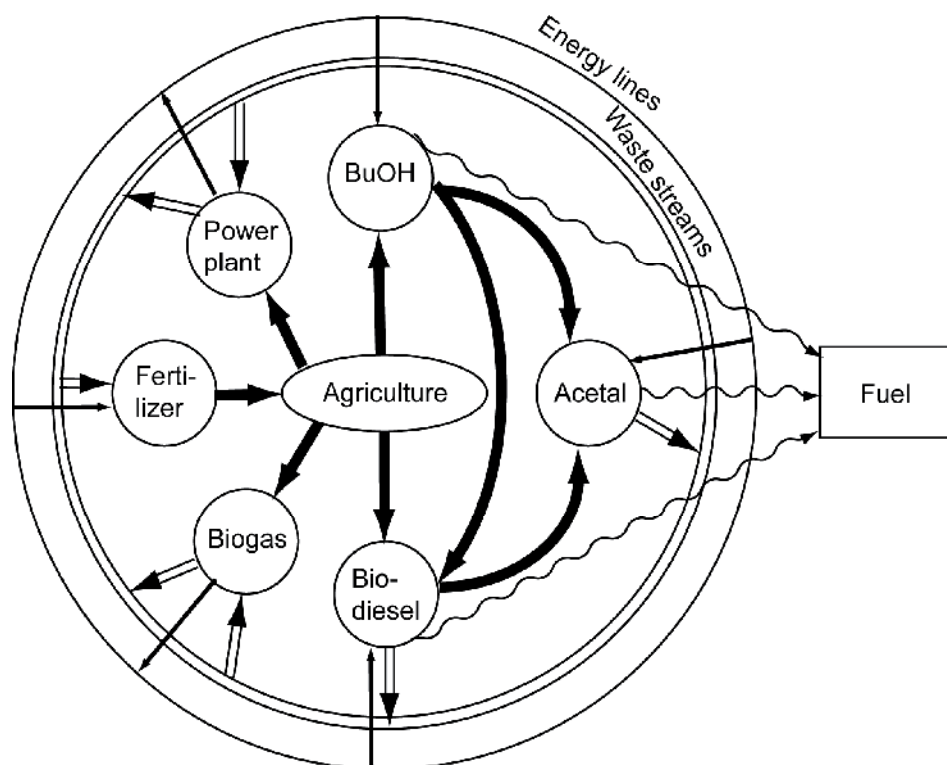 Energy lines
Waste streams
BuOH
Power
plant
Ferti-
lizer
Agriculture
Acetal
Fuel
Biogas
Bio-
diesel